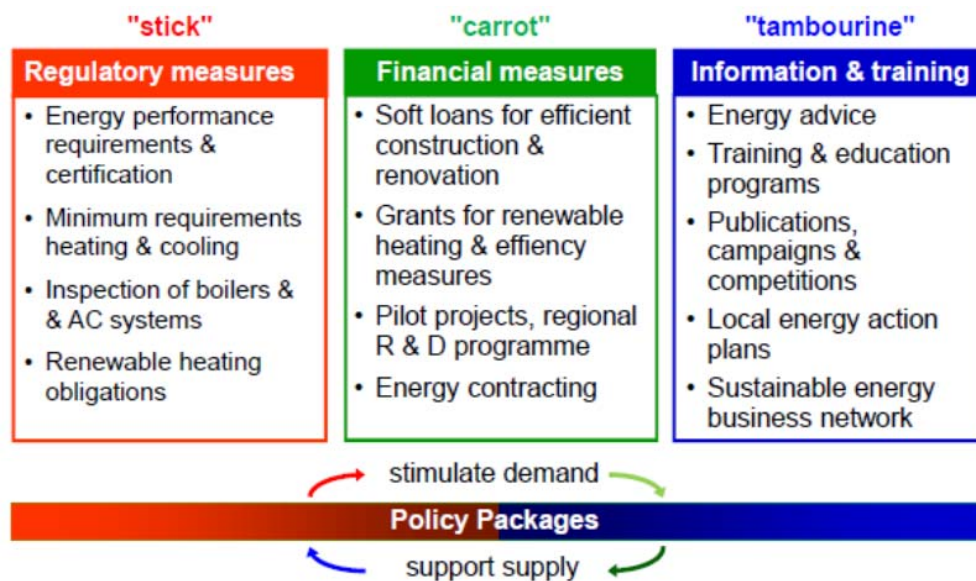 "stick"
Regulatory measures
• Energy performance
requirements &
certification
• Minimum requirements
heating & cooling
• Inspection of boilers &
& AC systems
• Renewable heating
obligations
"carrot"
Financial measures
• Soft loans for efficient
construction &
renovation
• Grants for renewable
heating & effiency
measures
• Pilot projects, regional
R & D programme
• Energy contracting
"tambourine"
Information & training
• Energy advice
• Training & education
programs
• Publications,
campaigns &
competitions
• Local energy action
plans
• Sustainable energy
business network
stimulate demand
Policy Packages
support supply